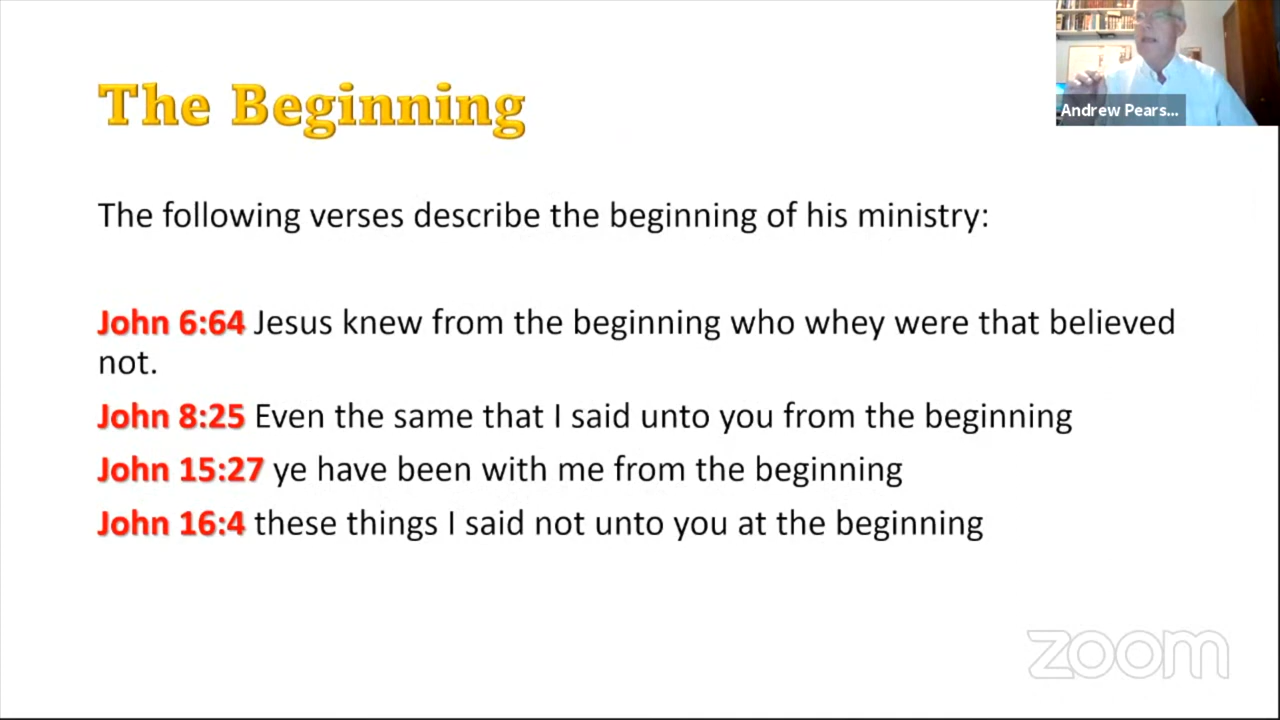 The Beginning
Andrew Pears...
The following verses describe the beginning of his ministry:
John 6:64 Jesus knew from the beginning who whey were that believed
not.
John 8:25 Even the same that I said unto you from the beginning
John 15:27 ye have been with me from the beginning
John 16:4 these things I said not unto you at the beginning
zoom